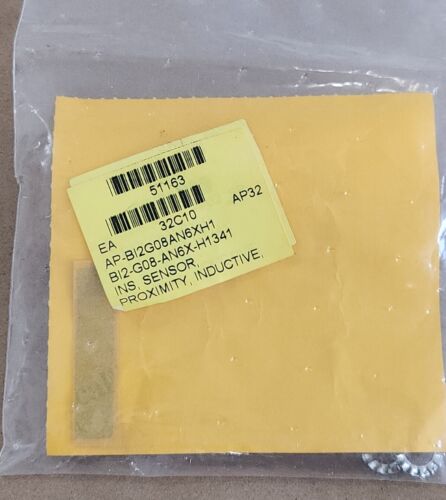 51163
32C10 AP32
EA
AP-BI2G08AN6XH1
BI2-G08-AN6X-H1341
INS, SENSOR,
PROXIMITY, INDUCTIVE,